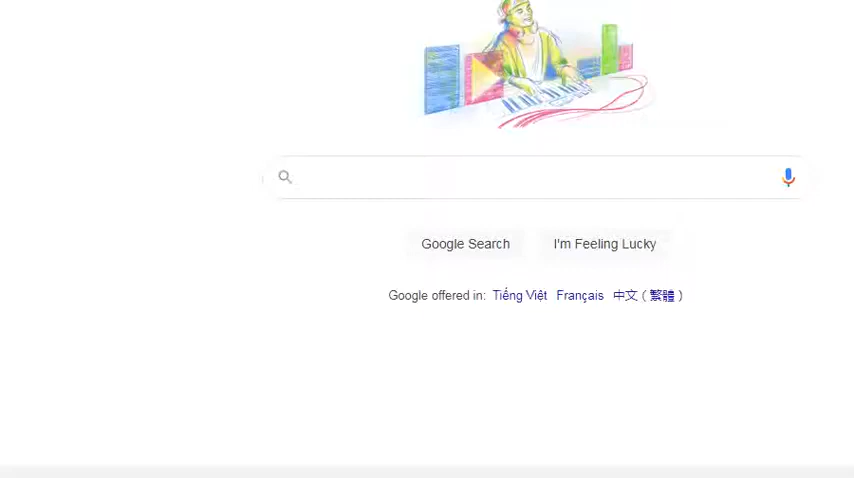 Google Search I'm Feeling Lucky
Google offered in: Tiếng Việt Français 中文 ( 繁體 )